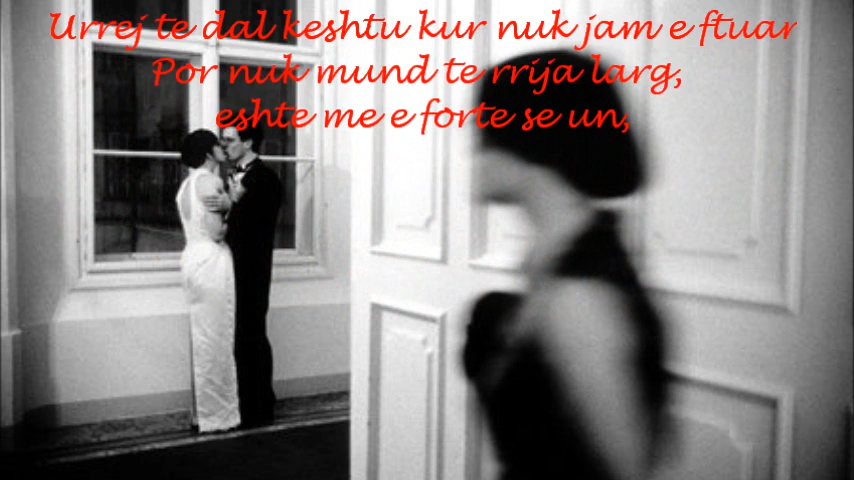 Urrej te dal keshtu kur nuk jam e ftuar
Por nuk mund te rrija larg,
eshte me e forte se un,